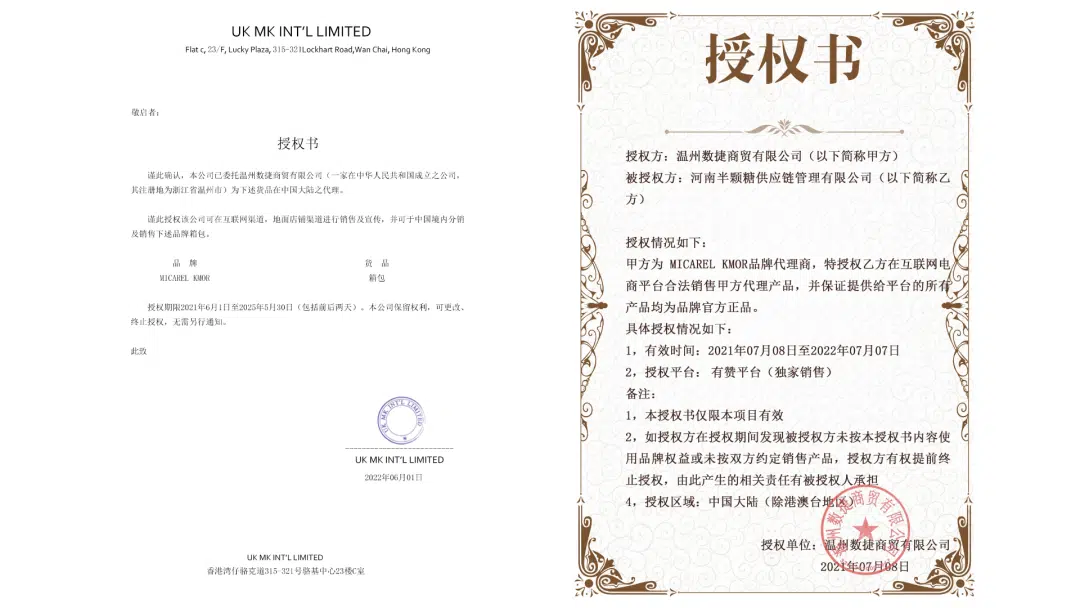 UK MK INT'L LIMITED
Flat c, 23/F, Lucky Plaza, 315-321Lockhart Road,Wan Chai, Hong Kong
敬启者：
授权书
谨此确认，本公司已委托温州数捷商贸有限公司（一家在中华人民共和国成立之公司，
其注册地为浙江省温州市）为下述货品在中国大陆之代理。
谨此授权该公司可在互联网渠道，地面店铺渠道进行销售及宣传，并可于中国境内分销
及销售下述品牌箱包。
品 牌 货 品
MICAREL KMOR 箱包
授权期限2021年6月1日至2025年5月30日（包括前后两天）。本公司保留权利，可更改、
终止授权，无需另行通知。
此致
UK MK INT'L LIMITED
UK MK INT'L LIMITED
2022年06月01日
UK MK INT'L LIMITED
香港湾仔骆克道315-321号骆基中心23楼C室
授权书
授权方：温州数捷商贸有限公司（以下简称甲方）
被授权方：河南半颗糖供应链管理有限公司（以下简称乙
方）
授权情况如下：
甲方为 MICAREL KMOR品牌代理商，特授权乙方在互联网电
商平台合法销售甲方代理产品，并保证提供给平台的所有
产品均为品牌官方正品。
具体授权情况如下：
1，有效时间：2021年07月08日至2022年07月07日
2，授权平台： 有赞平台（独家销售）
备注：
1，本授权书仅限本项目有效
2，如授权方在授权期间发现被授权方未按本授权书内容使
用品牌权益或未按双方约定销售产品，授权方有权提前终
止授权，由此产生的相关责任有被授权人承担
4，授权区域：中国大陆（除港澳台地区）
授权单位：温州数捷商贸有限公司
2021年07月08日
温州数捷商贸有限公司